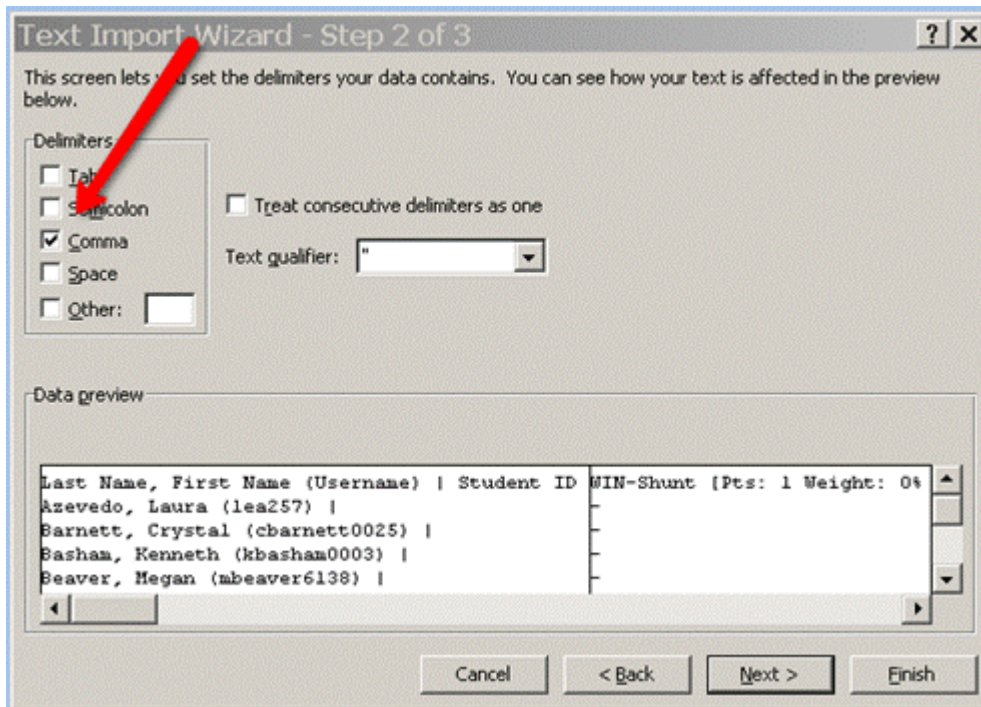 Text Import Wizard - Step 2 of 3
This screen lets you set the delimiters your data contains. You can see how your text is affected in the preview
below.
Delimiters
Tab
Semicolon
Treat consecutive delimiters as one
Comma
Text qualifier: "
Space
Other:
Data preview
Last Name, First Name (Username) | Student ID WIN-Shunt [Pts: 1 Weight: 0%
Azevedo, Laura (lea257) | -
Barnett, Crystal (cbarnett0025) | -
Basham, Kenneth (kbasham0003) | -
Beaver, Megan (mbeaver6138) | -
Cancel < Back Next > Finish